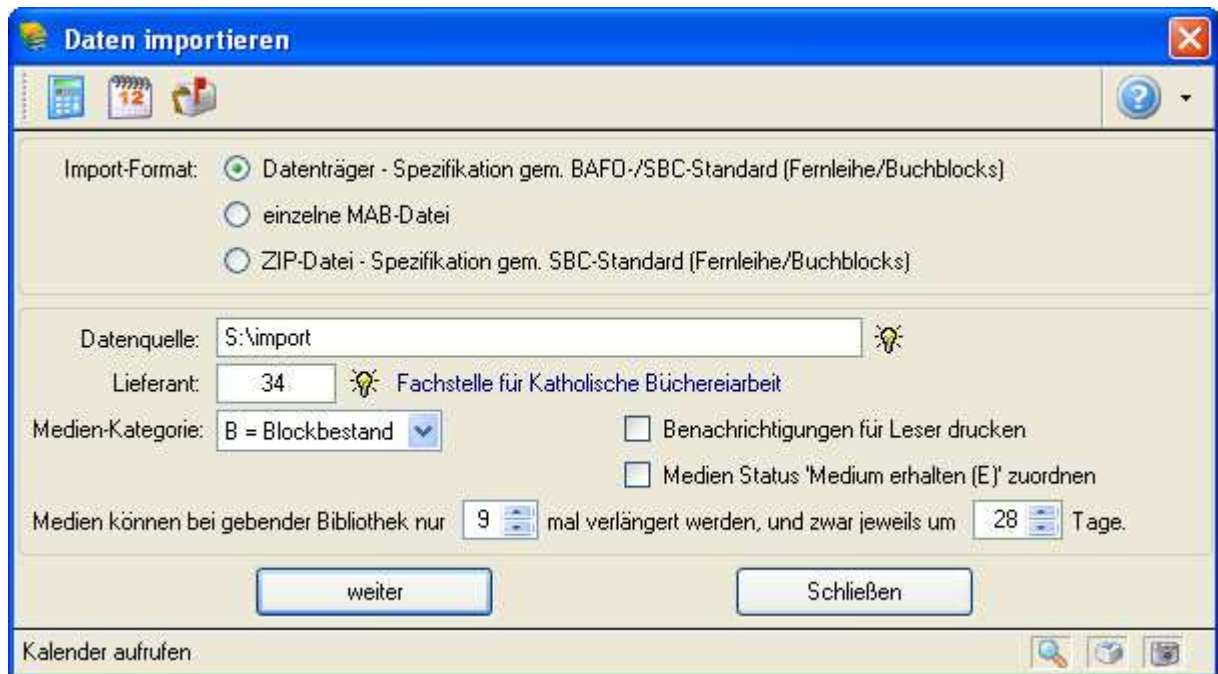 Daten importieren
12
Import-Format: Datenträger - Spezifikation gem. BAFO-/SBC-Standard (Fernleihe/Buchblocks)
einzelne MAB-Datei
ZIP-Datei - Spezifikation gem. SBC-Standard (Fernleihe/Buchblocks)
Datenquelle: S:\import
Lieferant: 34 Fachstelle für Katholische Büchereiarbeit
Medien-Kategorie: B = Blockbestand Benachrichtigungen für Leser drucken
Medien Status 'Medium erhalten (E)' zuordnen
Medien können bei gebender Bibliothek nur 9 mal verlängert werden, und zwar jeweils um 28 Tage.
weiter Schließen
Kalender aufrufen